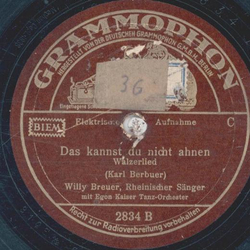 GRAMMOPHON
HERGESTELLT VON DER DEUTSCHEN GRAMMOPHON G.M.B.H. BERLIN
36
Elektrische Aufnahme
C
BIEM
Das kannst du nicht ahnen
Walzerlied
(Karl Berbuer)
Willy Breuer, Rheinischer Sänger
mit Egon Kaiser Tanz-Orchester
2834 B
Recht zur Radioverbreitung vorbehalten